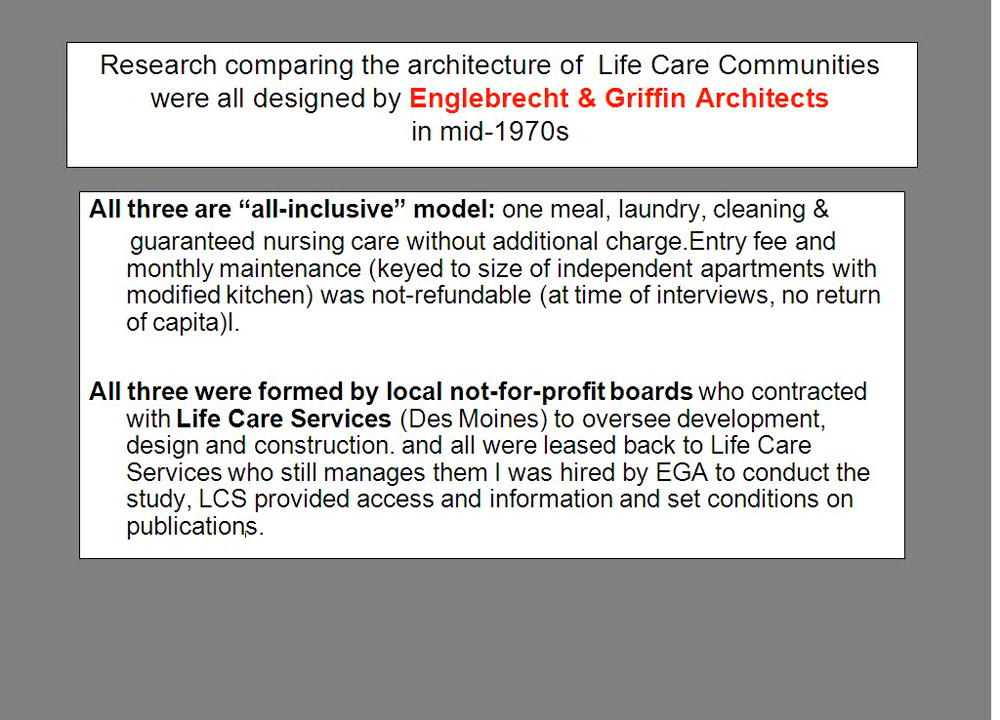 Research comparing the architecture of Life Care Communities
were all designed by Englebrecht & Griffin Architects
in mid-1970s
All three are “all-inclusive” model: one meal, laundry, cleaning &
guaranteed nursing care without additional charge.Entry fee and
monthly maintenance (keyed to size of independent apartments with
modified kitchen) was not-refundable (at time of interviews, no return
of capita)l.
All three were formed by local not-for-profit boards who contracted
with Life Care Services (Des Moines) to oversee development,
design and construction. and all were leased back to Life Care
Services who still manages them I was hired by EGA to conduct the
study, LCS provided access and information and set conditions on
publications.